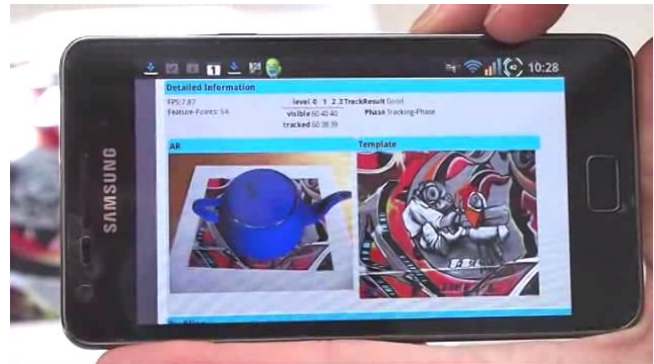 SAMSUNG
1
10:28
Detailed Information
FPS:7.87
level 0 1 2 3 TrackResult Good
Feature-Points: 64
visible 60 40 40
Phase Tracking-Phase
tracked 60 38 39
AR
Template